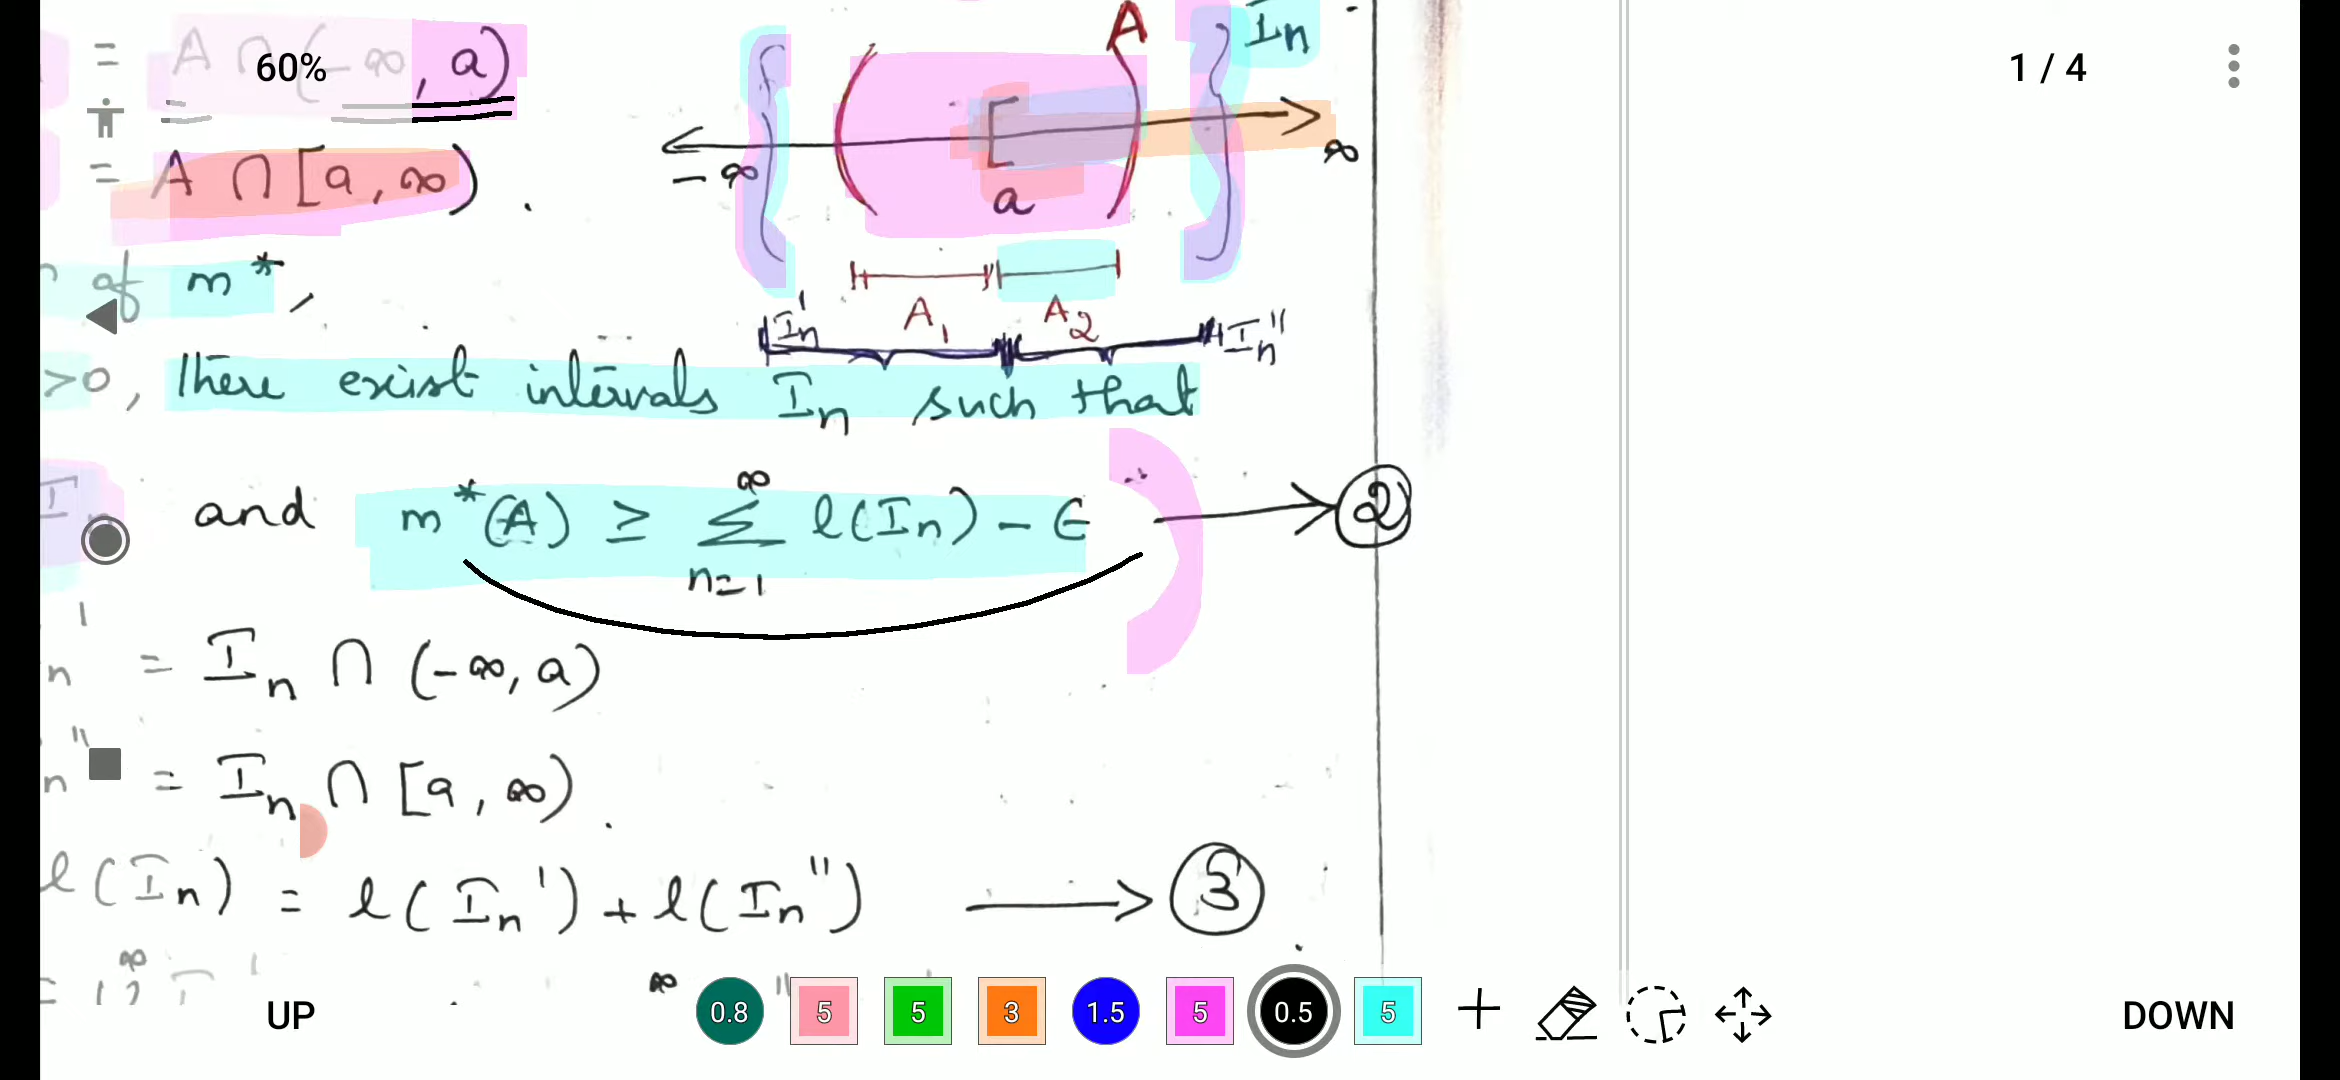 = A ∩ (-∞, a)
60%
A
In
1 / 4
-∞
a
∞
= A ∩ [a, ∞).
of m*,
A1
A2
In'
In''
>0, there exist intervals In such that
and m*(A) ≥ ∞∑n=1 l(In) - ∈ → 2
n' = In ∩ (-∞, a)
n'' = In ∩ [a, ∞).
l(In) = l(In') + l(In'') → 3
∞
∞
UP
0.8
5
5
3
1.5
5
0.5
5
DOWN